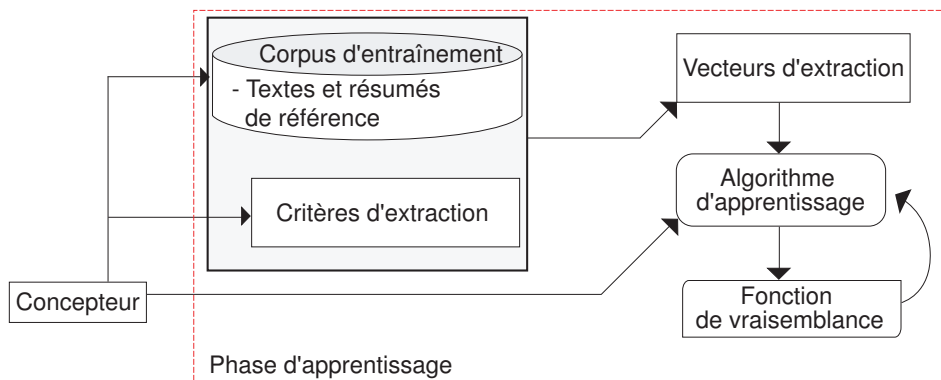 Corpus d'entraînement
- Textes et résumés
de référence
Critères d'extraction
Vecteurs d'extraction
Algorithme
d'apprentissage
Fonction
de vraisemblance
Concepteur
Phase d'apprentissage